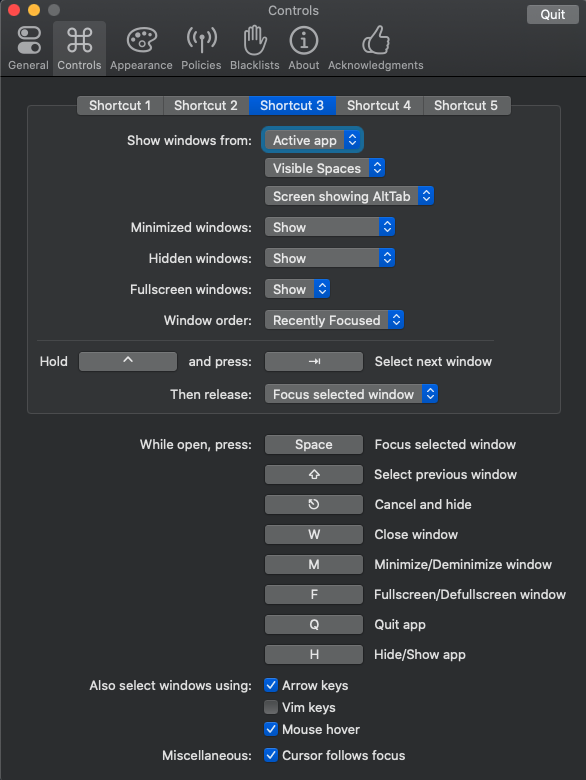 Controls
Quit
General Controls Appearance Policies Blacklists About Acknowledgments
Shortcut 1 Shortcut 2 Shortcut 3 Shortcut 4 Shortcut 5
Show windows from: Active app
Visible Spaces
Screen showing AltTab
Minimized windows: Show
Hidden windows: Show
Fullscreen windows: Show
Window order: Recently Focused
Hold ^ and press: ⇥ Select next window
Then release: Focus selected window
While open, press: Space Focus selected window
⇧ Select previous window
⎋ Cancel and hide
W Close window
M Minimize/Deminimize window
F Fullscreen/Defullscreen window
Q Quit app
H Hide/Show app
Also select windows using: Arrow keys
Vim keys
Mouse hover
Miscellaneous: Cursor follows focus